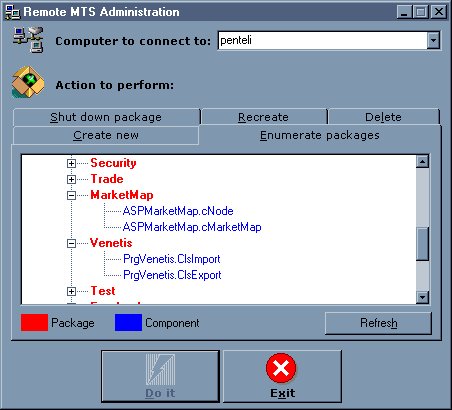 Remote MTS Administration
Computer to connect to: penteli
Action to perform:
Shut down package Recreate Delete
Create new Enumerate packages
Security
Trade
MarketMap
ASPMarketMap.cNode
ASPMarketMap.cMarketMap
Venetis
PrgVenetis.ClsImport
PrgVenetis.ClsExport
Test
Package Component Refresh
Do it Exit